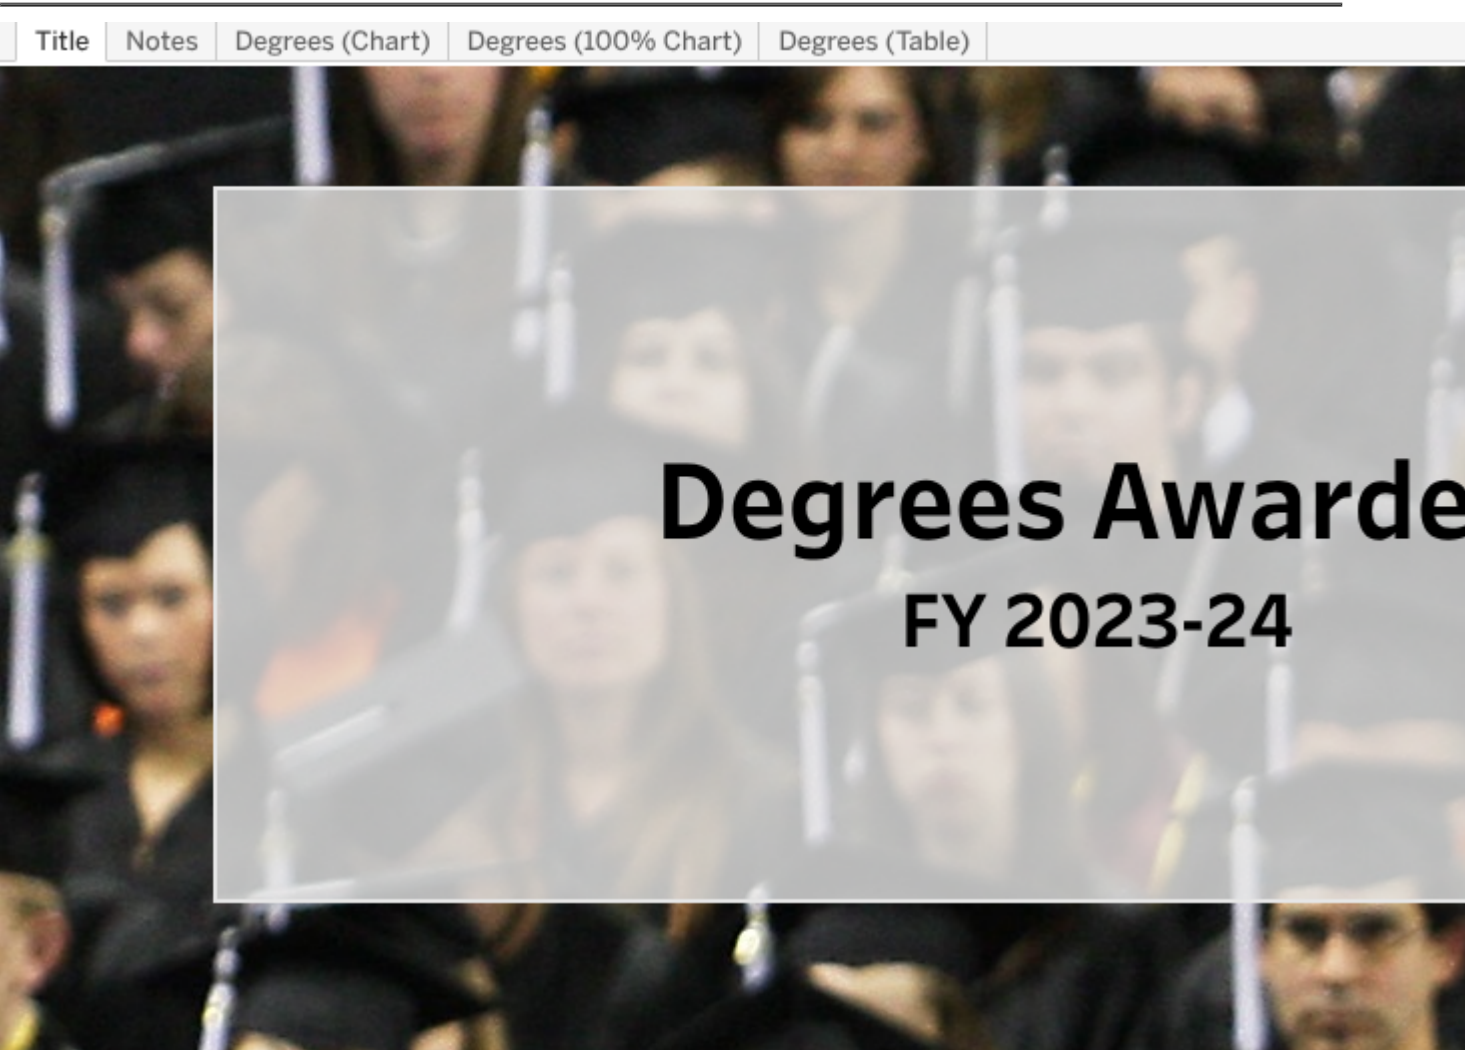 Title Notes Degrees (Chart) Degrees (100% Chart) Degrees (Table)
Degrees Awarde
FY 2023-24